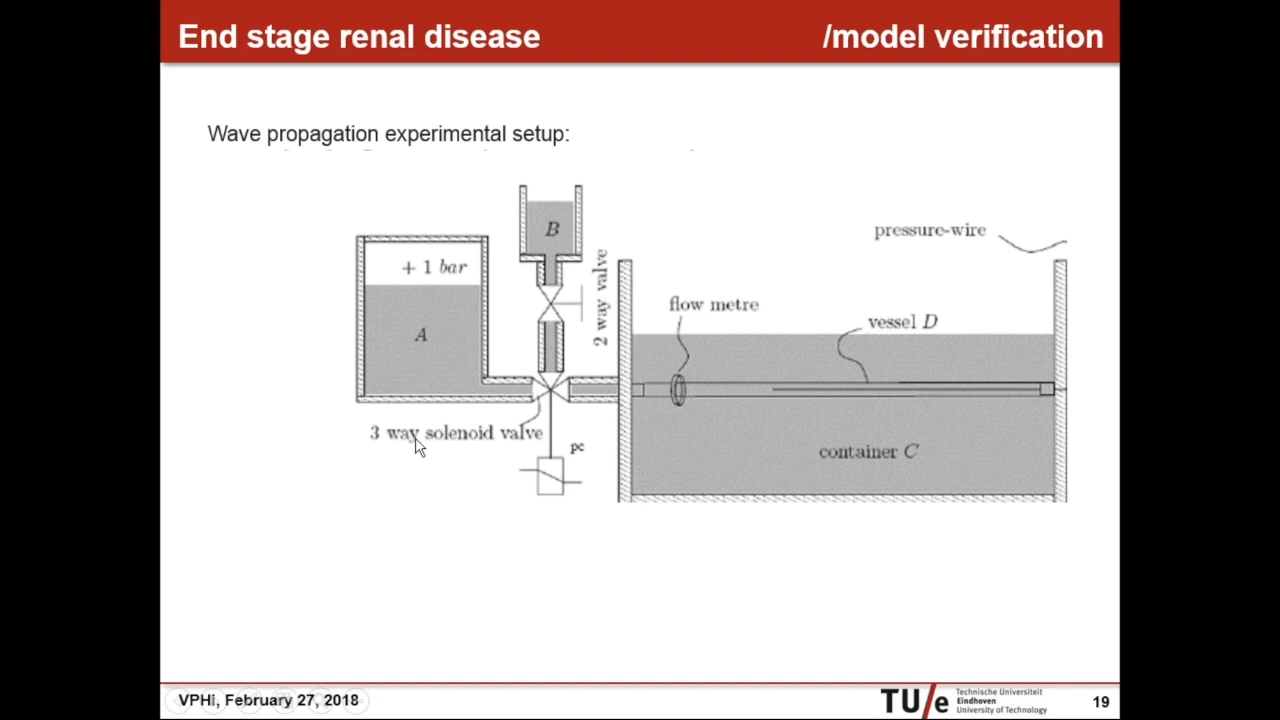 End stage renal disease
/model verification
Wave propagation experimental setup:
B
+ 1 bar
2 way valve
pressure-wire
flow metre
vessel D
A
3 way solenoid valve
pc
container C
VPHi, February 27, 2018
TU/e
Technische Universiteit
Eindhoven
University of Technology
19